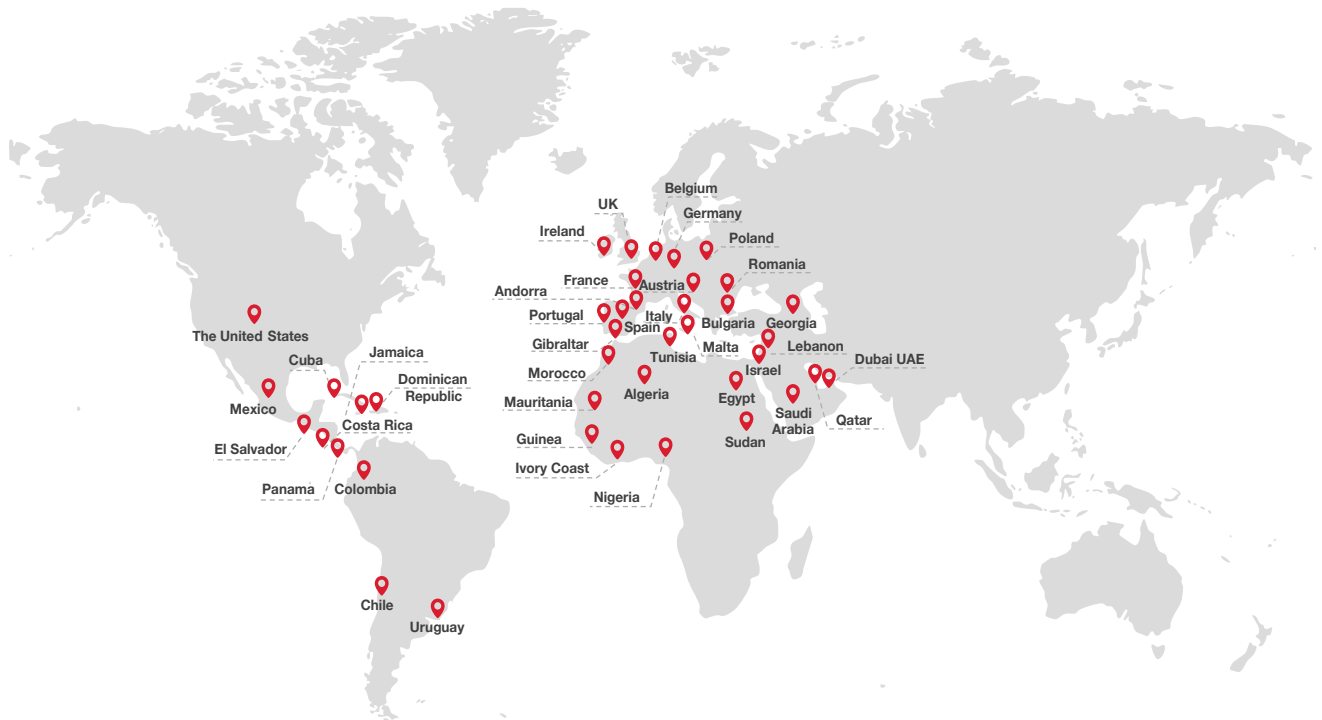 Belgium
UK
Germany
Ireland
Poland
Romania
France
Austria
Andorra
Portugal
Italy
Spain
Bulgaria
Georgia
The United States
Gibraltar
Malta
Lebanon
Jamaica
Cuba
Tunisia
Dubai UAE
Israel
Morocco
Dominican
Republic
Algeria
Egypt
Mauritania
Mexico
Saudi
Arabia
Qatar
Costa Rica
Guinea
Sudan
El Salvador
Ivory Coast
Panama
Colombia
Nigeria
Chile
Uruguay